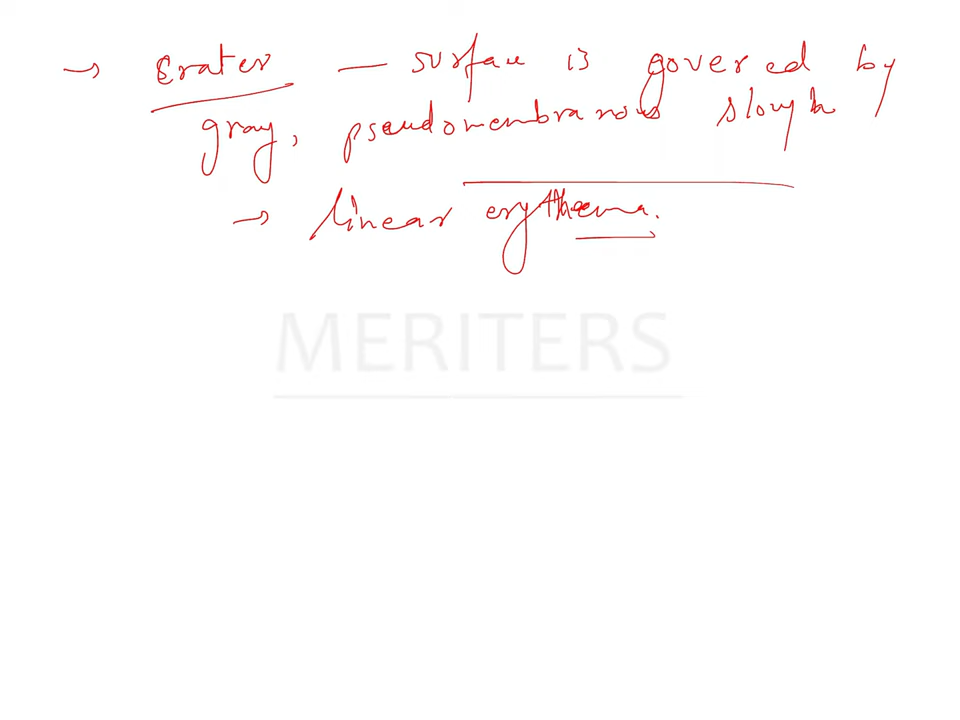 → Crater — surface is covered by
gray, pseudomembranous slough
→ linear erythema.
MERITERS